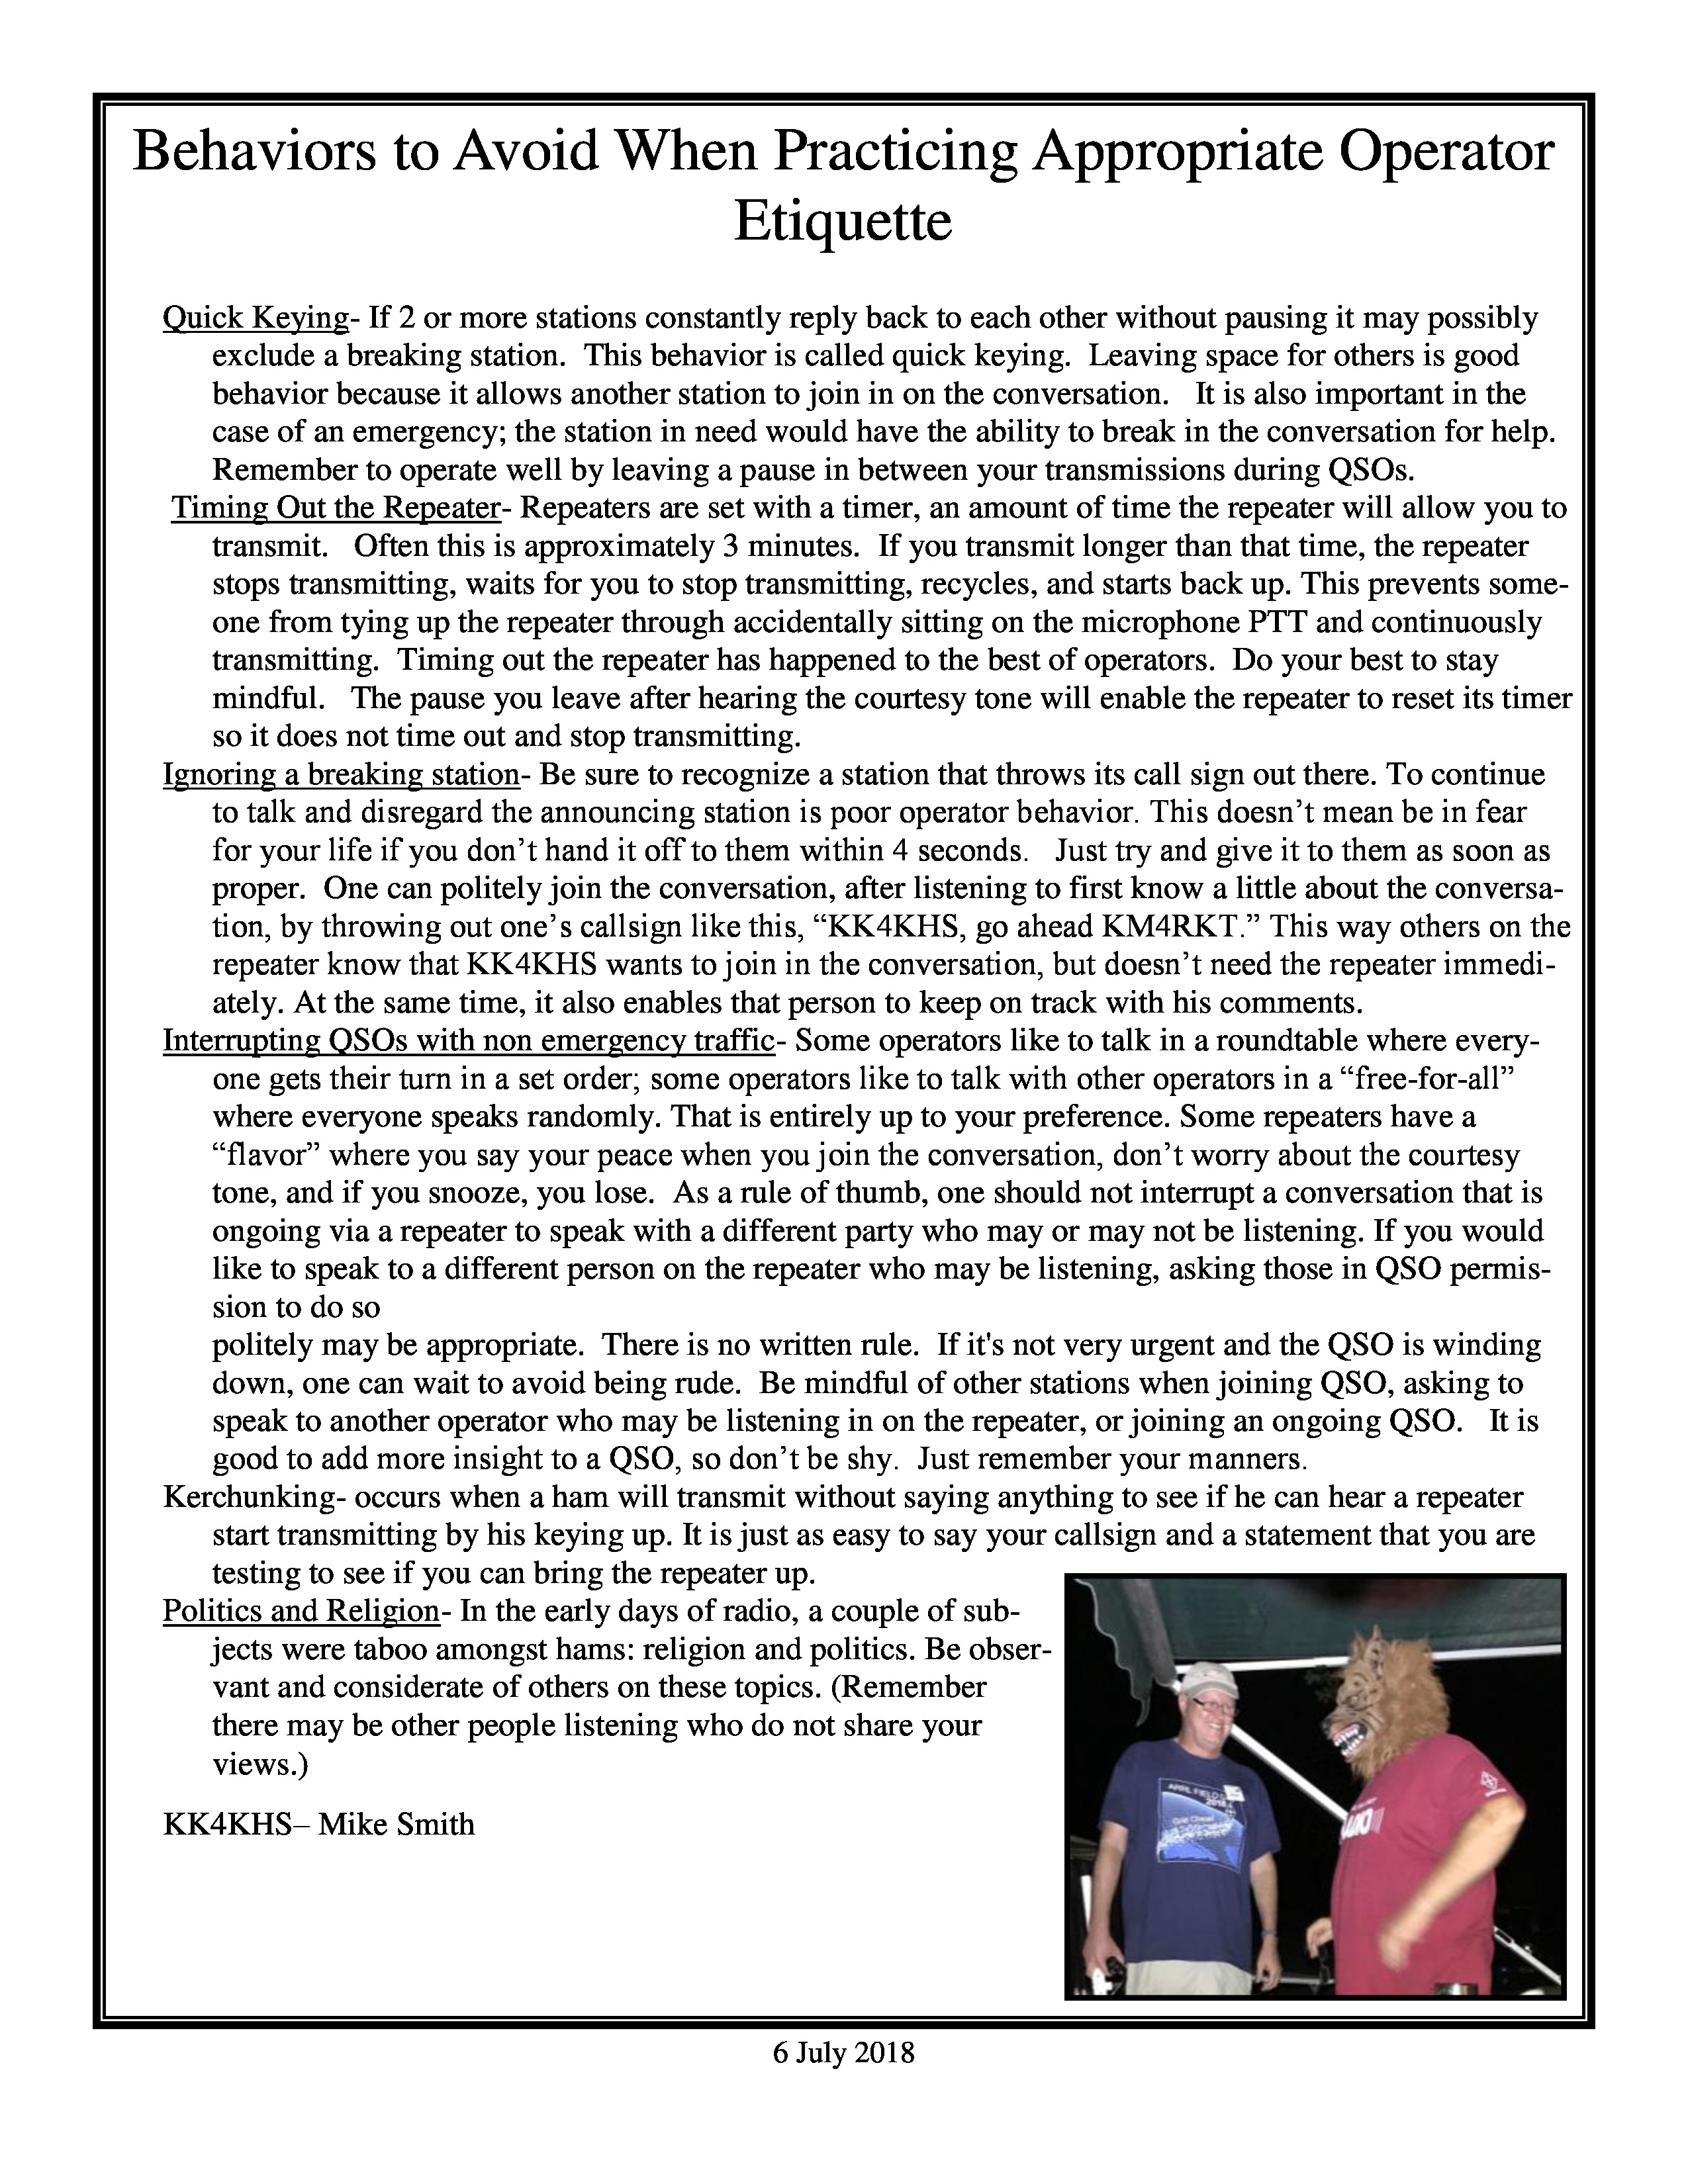 Behaviors to Avoid When Practicing Appropriate Operator
Etiquette
Quick Keying- If 2 or more stations constantly reply back to each other without pausing it may possibly
exclude a breaking station. This behavior is called quick keying. Leaving space for others is good
behavior because it allows another station to join in on the conversation. It is also important in the
case of an emergency; the station in need would have the ability to break in the conversation for help.
Remember to operate well by leaving a pause in between your transmissions during QSOs.
Timing Out the Repeater- Repeaters are set with a timer, an amount of time the repeater will allow you to
transmit. Often this is approximately 3 minutes. If you transmit longer than that time, the repeater
stops transmitting, waits for you to stop transmitting, recycles, and starts back up. This prevents some-
one from tying up the repeater through accidentally sitting on the microphone PTT and continuously
transmitting. Timing out the repeater has happened to the best of operators. Do your best to stay
mindful. The pause you leave after hearing the courtesy tone will enable the repeater to reset its timer
so it does not time out and stop transmitting.
Ignoring a breaking station- Be sure to recognize a station that throws its call sign out there. To continue
to talk and disregard the announcing station is poor operator behavior. This doesn’t mean be in fear
for your life if you don’t hand it off to them within 4 seconds. Just try and give it to them as soon as
proper. One can politely join the conversation, after listening to first know a little about the conversa-
tion, by throwing out one’s callsign like this, “KK4KHS, go ahead KM4RKT.” This way others on the
repeater know that KK4KHS wants to join in the conversation, but doesn’t need the repeater immedi-
ately. At the same time, it also enables that person to keep on track with his comments.
Interrupting QSOs with non emergency traffic- Some operators like to talk in a roundtable where every-
one gets their turn in a set order; some operators like to talk with other operators in a “free-for-all”
where everyone speaks randomly. That is entirely up to your preference. Some repeaters have a
“flavor” where you say your peace when you join the conversation, don’t worry about the courtesy
tone, and if you snooze, you lose. As a rule of thumb, one should not interrupt a conversation that is
ongoing via a repeater to speak with a different party who may or may not be listening. If you would
like to speak to a different person on the repeater who may be listening, asking those in QSO permis-
sion to do so
politely may be appropriate. There is no written rule. If it's not very urgent and the QSO is winding
down, one can wait to avoid being rude. Be mindful of other stations when joining QSO, asking to
speak to another operator who may be listening in on the repeater, or joining an ongoing QSO. It is
good to add more insight to a QSO, so don’t be shy. Just remember your manners.
Kerchunking- occurs when a ham will transmit without saying anything to see if he can hear a repeater
start transmitting by his keying up. It is just as easy to say your callsign and a statement that you are
testing to see if you can bring the repeater up.
Politics and Religion- In the early days of radio, a couple of sub-
jects were taboo amongst hams: religion and politics. Be obser-
vant and considerate of others on these topics. (Remember
there may be other people listening who do not share your
views.)
KK4KHS– Mike Smith
ARRL FIELD
2018
6 July 2018